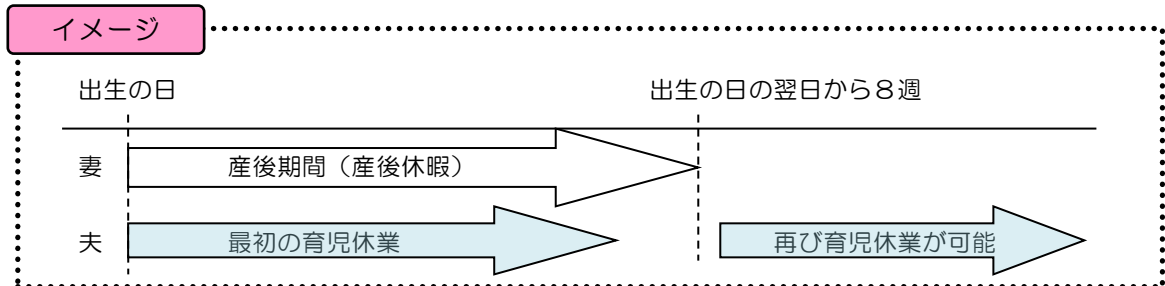 イメージ
出生の日 出生の日の翌日から８週
妻 産後期間（産後休暇）
夫 最初の育児休業 再び育児休業が可能